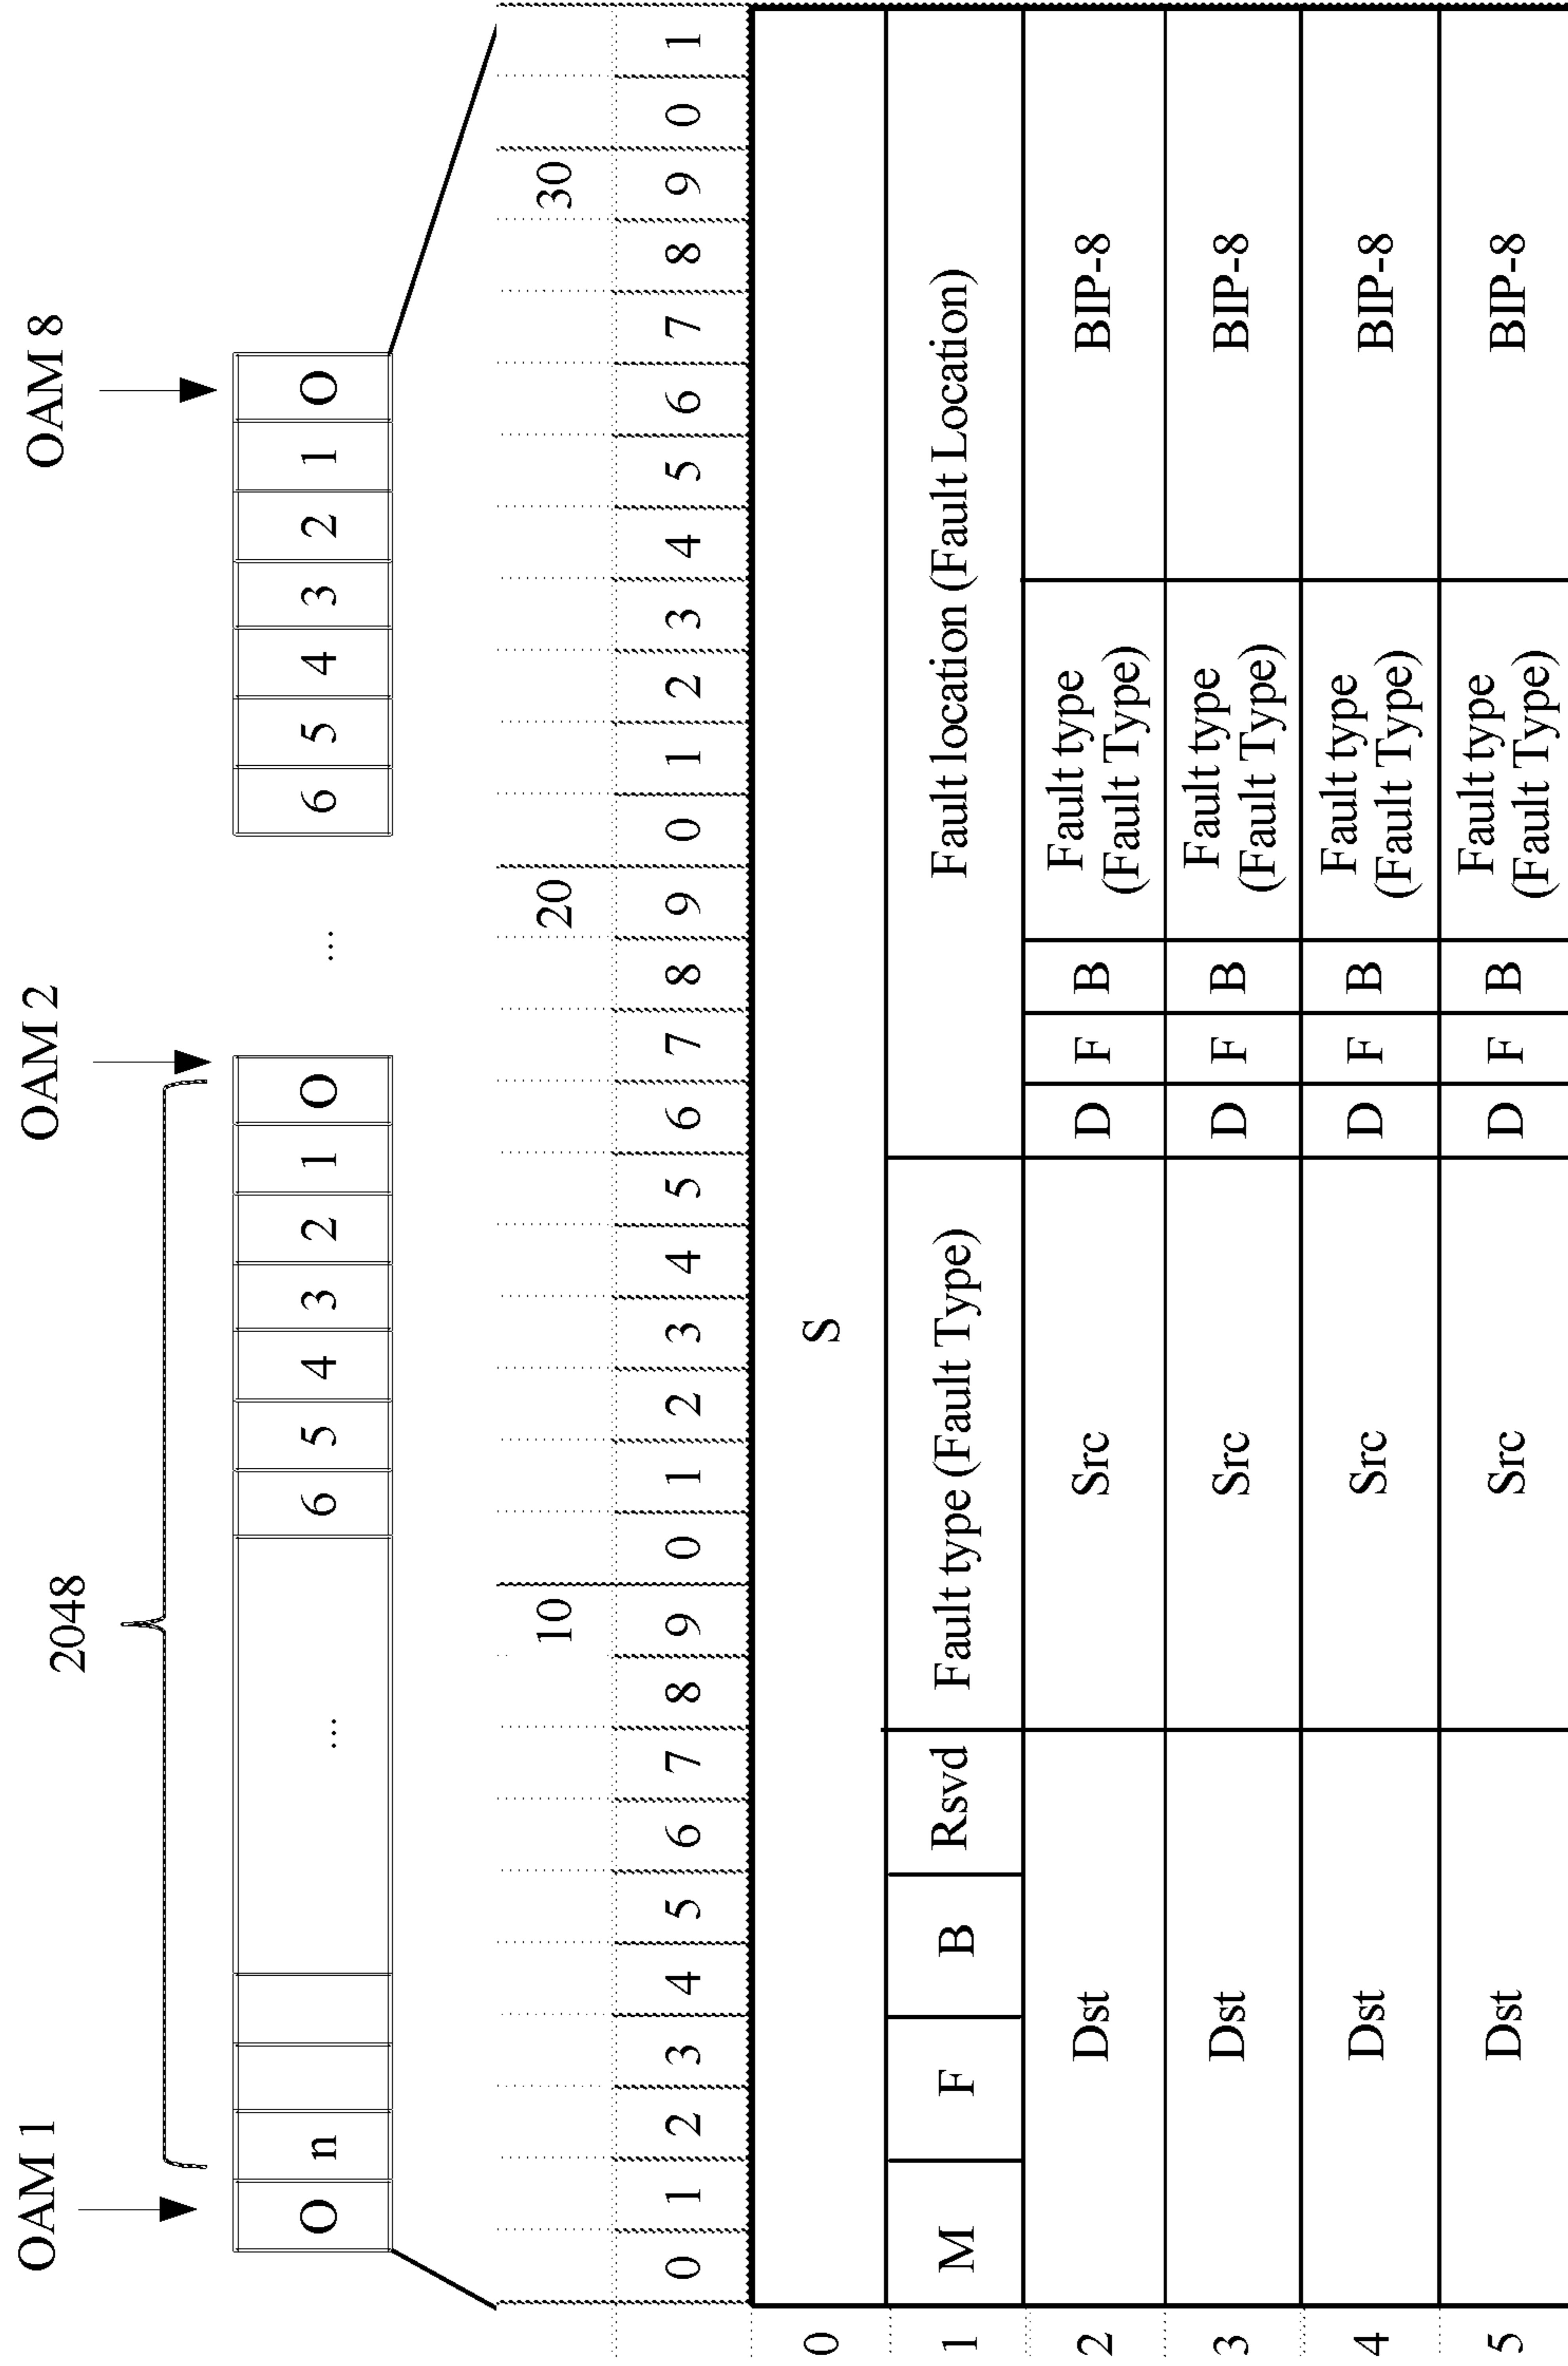 OAM 1 OAM 2 OAM 8
2048
O n ... 6 5 4 3 2 1 O ... 6 5 4 3 2 1 O
10 20 30
0 1 2 3 4 5 6 7 8 9 0 1 2 3 4 5 6 7 8 9 0 1 2 3 4 5 6 7 8 9 0 1
0 S
1 M F B Rsvd Fault type (Fault Type) Fault location (Fault Location)
2 Dst Src D F B Fault type (Fault Type) BIP-8
3 Dst Src D F B Fault type (Fault Type) BIP-8
4 Dst Src D F B Fault type (Fault Type) BIP-8
5 Dst Src D F B Fault type (Fault Type) BIP-8